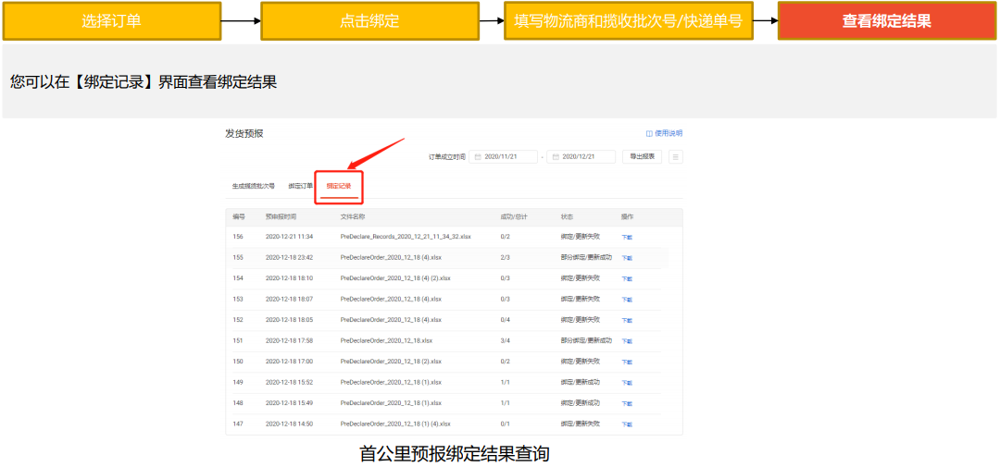 选择订单
点击绑定
填写物流商和揽收批次号/快递单号
查看绑定结果
您可以在【绑定记录】界面查看绑定结果
发货预报
使用说明
订单成立时间 2020/11/21 - 2020/12/21 导出报表
生成揽货批次号 绑定订单 绑定记录
编号 预申报时间 文件名称 成功/总计 状态 操作
156 2020-12-21 11:34 PreDeclare_Records_2020_12_21_11_34_32.xlsx 0/2 绑定/更新失败 下载
155 2020-12-18 23:42 PreDeclareOrder_2020_12_18 (4).xlsx 2/3 部分绑定/更新成功 下载
154 2020-12-18 18:10 PreDeclareOrder_2020_12_18 (4) (2).xlsx 0/3 绑定/更新失败 下载
153 2020-12-18 18:07 PreDeclareOrder_2020_12_18 (4).xlsx 0/3 绑定/更新失败 下载
152 2020-12-18 18:05 PreDeclareOrder_2020_12_18 (4).xlsx 0/4 绑定/更新失败 下载
151 2020-12-18 17:58 PreDeclareOrder_2020_12_18.xlsx 3/4 部分绑定/更新成功 下载
150 2020-12-18 17:00 PreDeclareOrder_2020_12_18 (2).xlsx 0/2 绑定/更新失败 下载
149 2020-12-18 15:52 PreDeclareOrder_2020_12_18 (1).xlsx 1/1 绑定/更新成功 下载
148 2020-12-18 15:49 PreDeclareOrder_2020_12_18 (1).xlsx 1/1 绑定/更新成功 下载
147 2020-12-18 14:50 PreDeclareOrder_2020_12_18 (1) (4).xlsx 0/1 绑定/更新失败 下载
首公里预报绑定结果查询